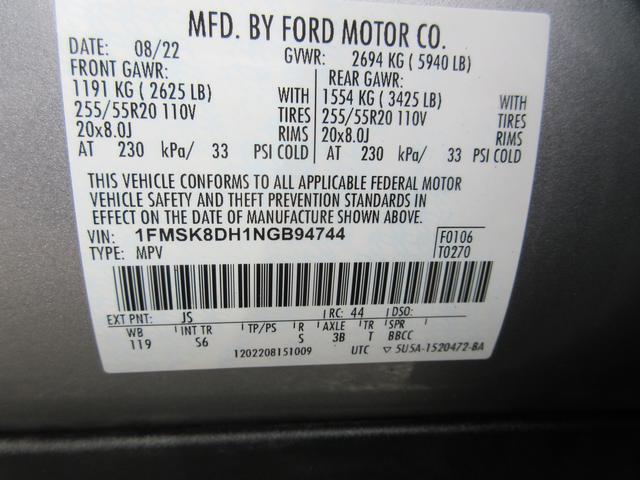 MFD. BY FORD MOTOR CO.
DATE: 08/22 GVWR: 2694 KG ( 5940 LB)
FRONT GAWR: REAR GAWR:
1191 KG ( 2625 LB) WITH 1554 KG ( 3425 LB) WITH
255/55R20 110V TIRES 255/55R20 110V TIRES
20x8.0J RIMS 20x8.0J RIMS
AT 230 kPa/ 33 PSI COLD AT 230 kPa/ 33 PSI COLD
THIS VEHICLE CONFORMS TO ALL APPLICABLE FEDERAL MOTOR
VEHICLE SAFETY AND THEFT PREVENTION STANDARDS IN
EFFECT ON THE DATE OF MANUFACTURE SHOWN ABOVE.
VIN: 1FMSK8DH1NGB94744 F0106
TYPE: MPV T0270
EXT PNT: JS RC: 44 DSO:
WB INT TR TP/PS R AXLE TR SPR
119 S6 S 3B T BBCC
1202208151009 UTC ▽ 5U5A-1520472-BA